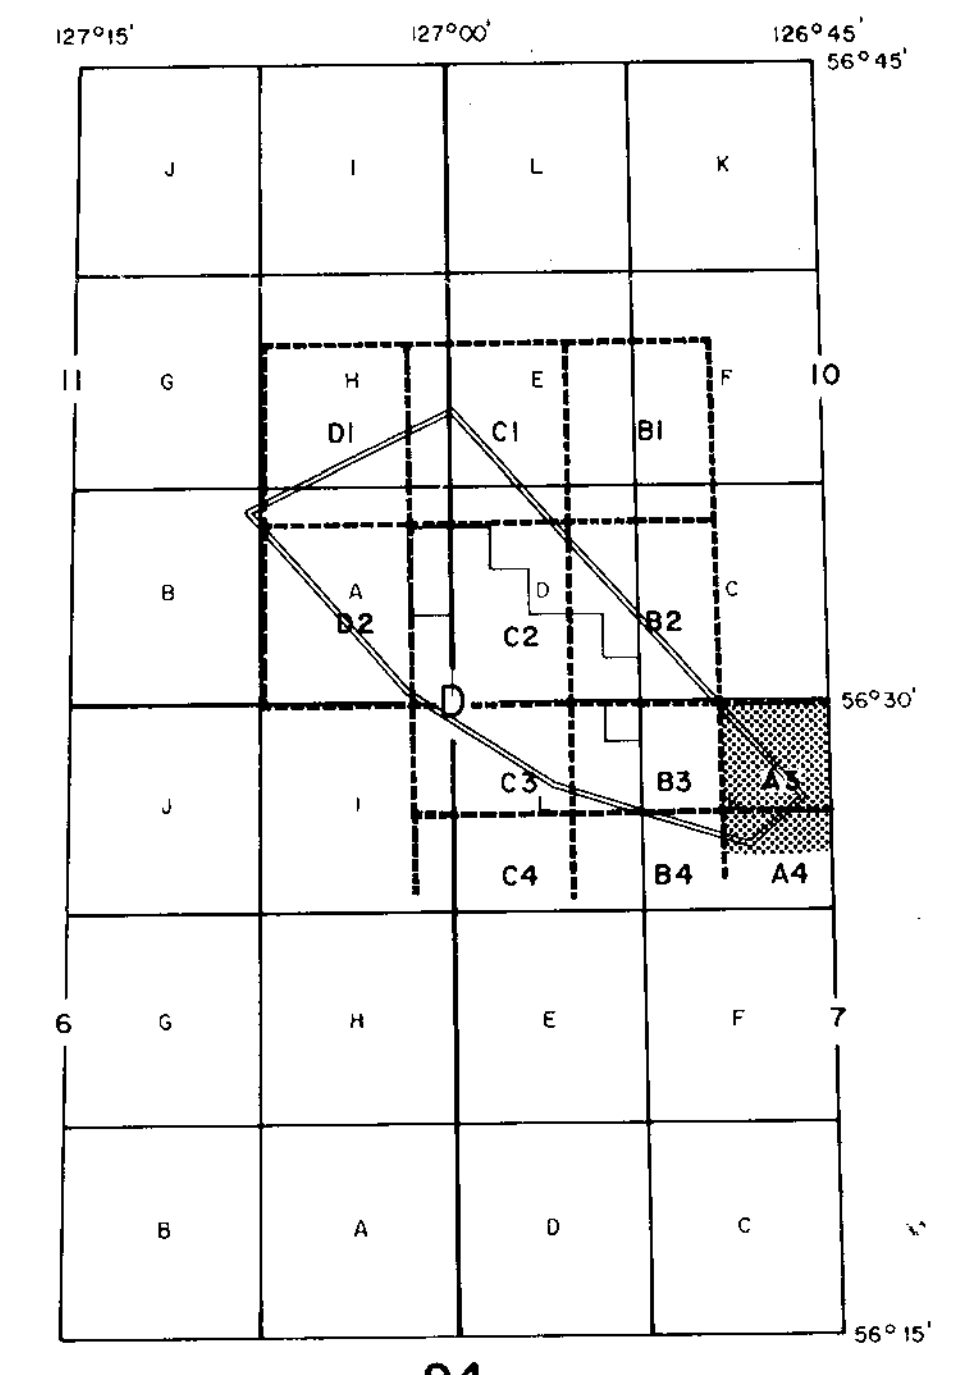 127°15' 127°00' 126°45'
56°45'
J I L K
11 G H E F 10
D1 C1 B1
B A D C
D2 C2 B2
D 56°30'
J I C3 B3 A3
C4 B4 A4
6 G H E F 7
B A D C
56°15'